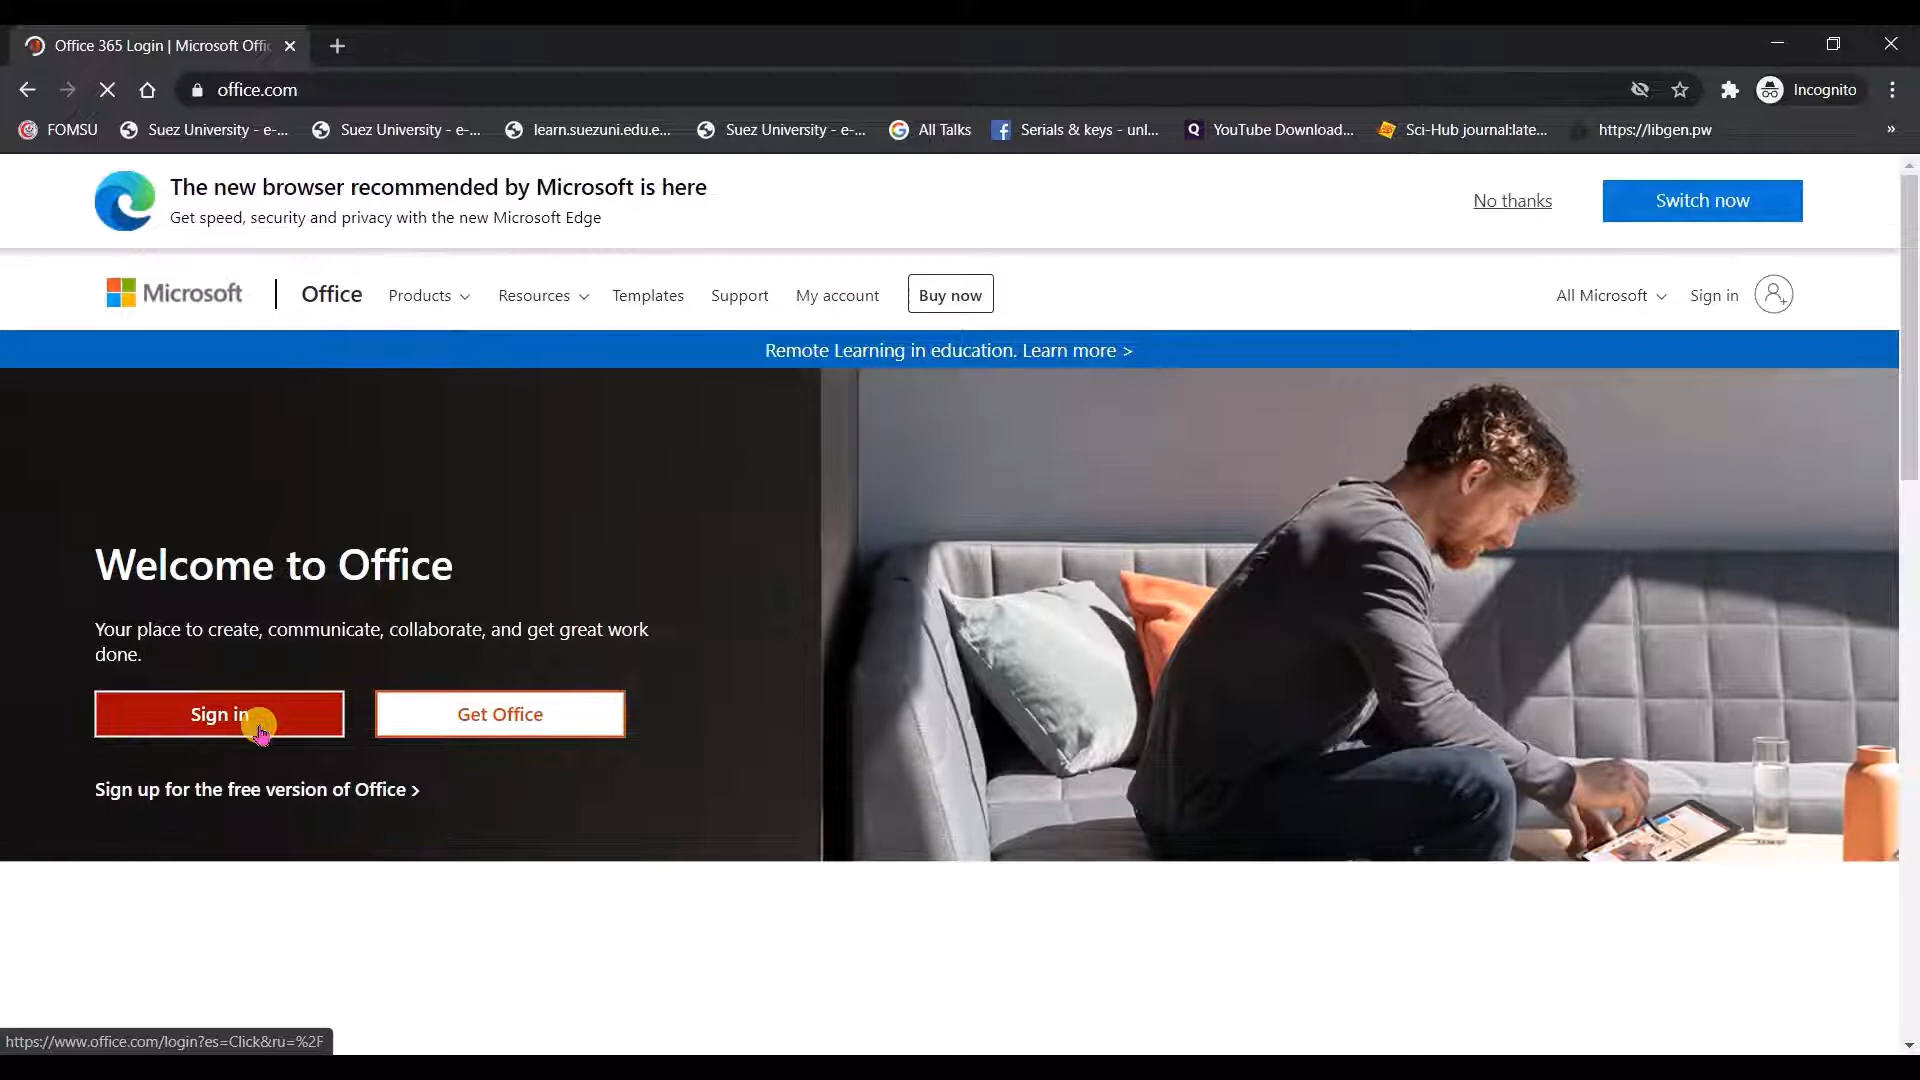 Office 365 Login | Microsoft Offic
office.com
Incognito
FOMSU
Suez University - e-...
Suez University - e-...
learn.suezuni.edu.e...
Suez University - e-...
All Talks
Serials & keys - unl...
YouTube Download...
Sci-Hub journal:late...
https://libgen.pw
»
The new browser recommended by Microsoft is here
Get speed, security and privacy with the new Microsoft Edge
No thanks
Switch now
Microsoft
Office
Products
Resources
Templates
Support
My account
Buy now
All Microsoft
Sign in
Remote Learning in education. Learn more >
Welcome to Office
Your place to create, communicate, collaborate, and get great work
done.
Sign in
Get Office
Sign up for the free version of Office >
https://www.office.com/login?es=Click&ru=%2F